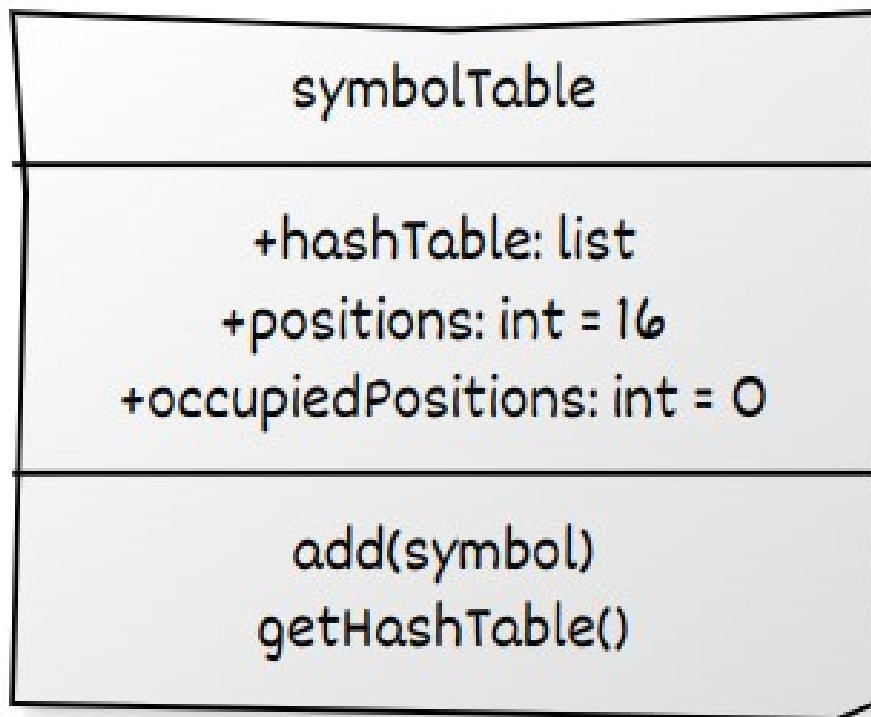 symbolTable
+hashTable: list
+positions: int = 16
+occupiedPositions: int = 0
add(symbol)
getHashTable()